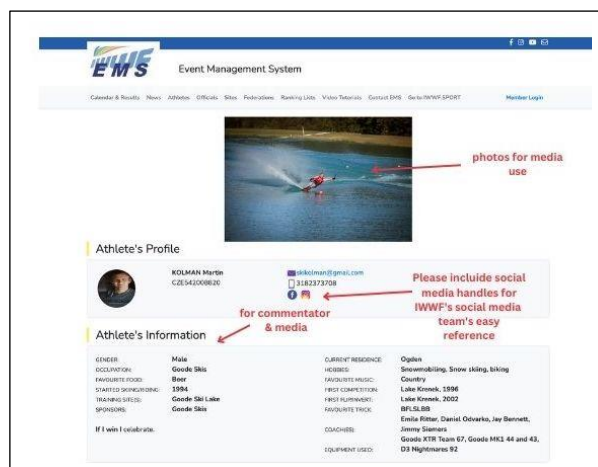 EMS
Event Management System
Calendar & Results News Athletes Officials Sites Federations Ranking Lists Video Tutorials Contact EMS Go to IWWF.SPORT Member Login
photos for media
use
Athlete's Profile
KOLMAN Martin
skikolman@gmail.com
CZE542008820
3182373708
Please incluide social
media handles for
IWWF's social media
team's easy
reference
for commentator
& media
Athlete's Information
GENDER: Male
OCCUPATION: Goode Skis
FAVOURITE FOOD: Beer
STARTED SKIING/RIDING: 1994
TRAINING SITE(S): Goode Ski Lake
SPONSORS: Goode Skis
If I win I celabrate.
CURRENT RESIDENCE: Ogden
HOBBIES: Snowmobiling, Snow skiing, biking
FAVOURITE MUSIC: Country
FIRST COMPETITION: Lake Krenek, 1996
FIRST FLIP/INVERT: Lake Krenek, 2002
FAVOURITE TRICK: BFLSLBB
Emile Ritter, Daniel Odvarko, Jay Bennett,
COACH(ES): Jimmy Siemers
Goode XTR Team 67, Goode MK1 44 and 43,
EQUIPMENT USED: D3 Nightmares 92